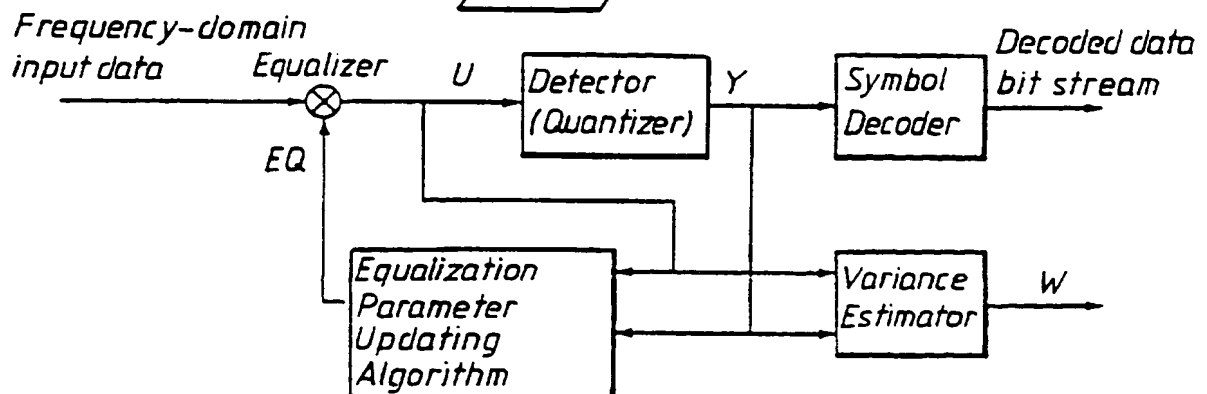 Frequency-domain
input data
Equalizer
U
Detector
(Quantizer)
Y
Symbol
Decoder
Decoded data
bit stream
EQ
Equalization
Parameter
Updating
Algorithm
Variance
Estimator
W